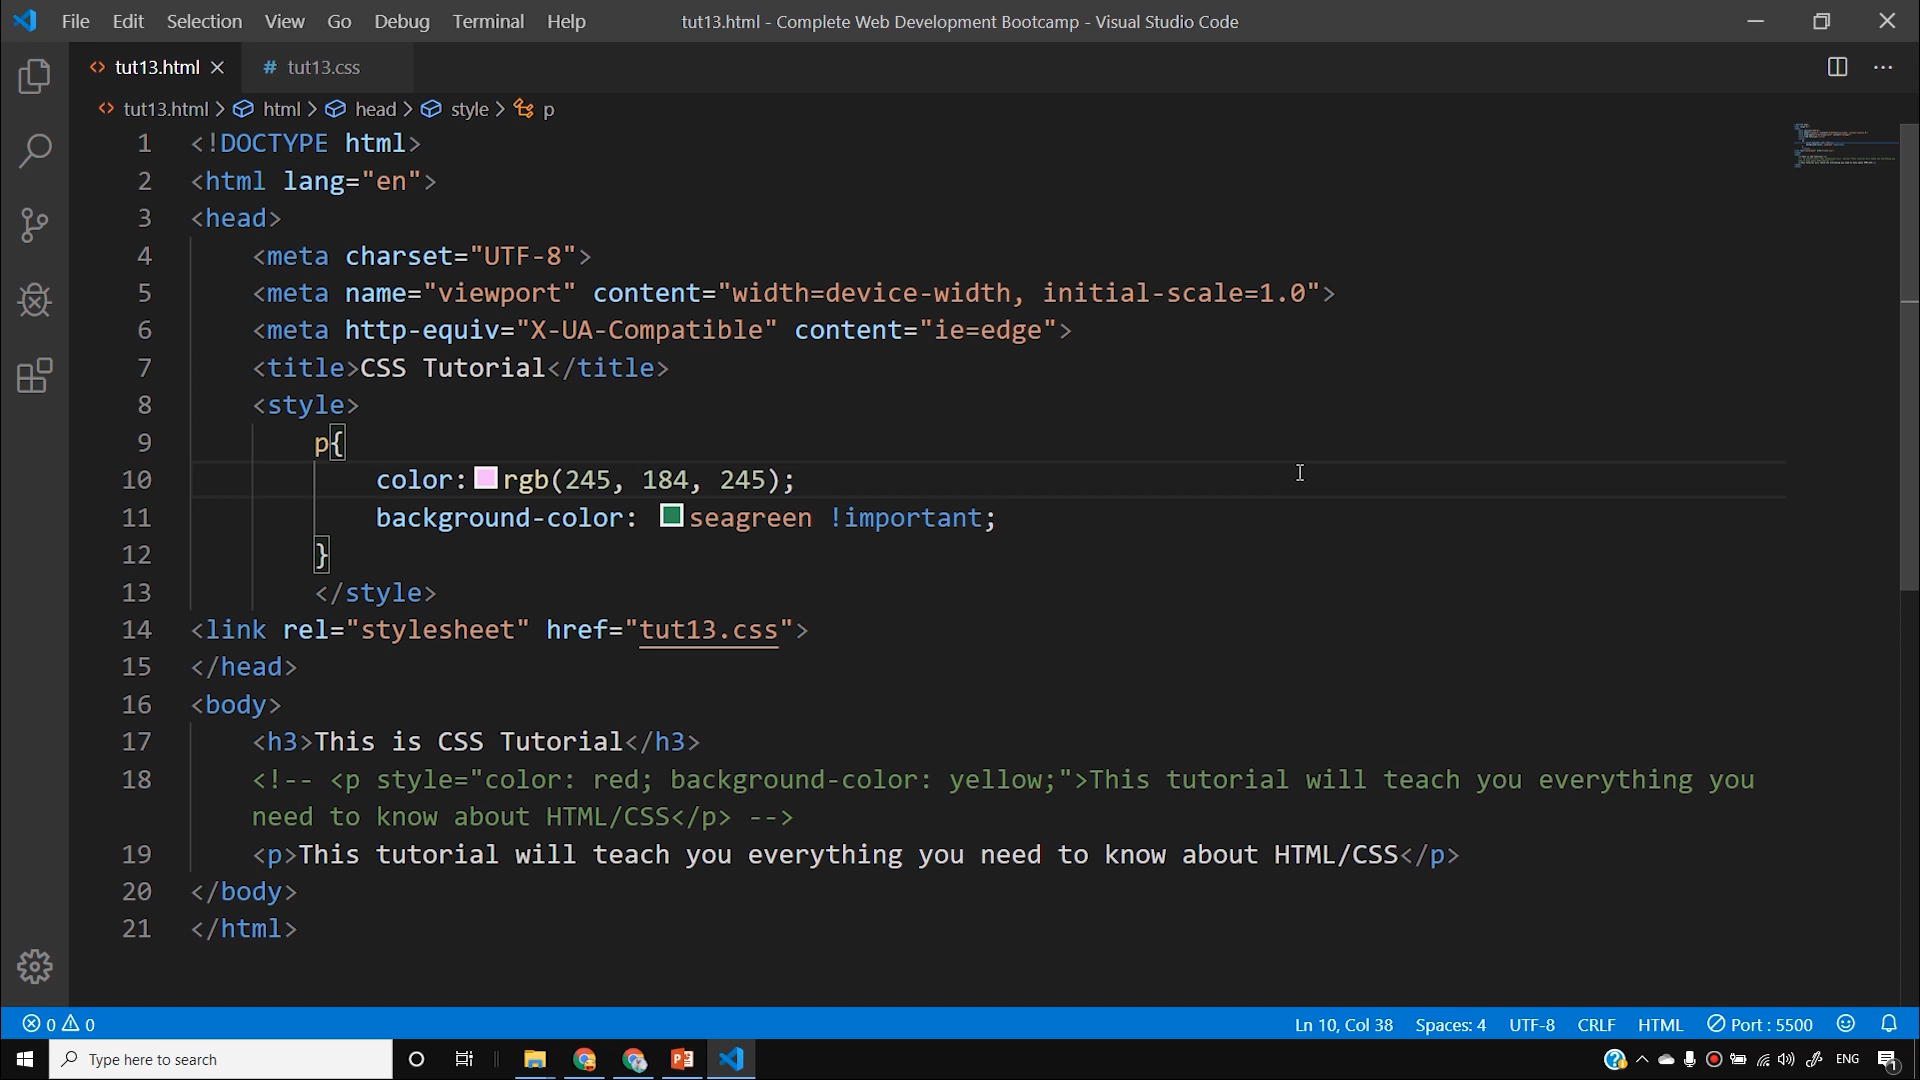 File Edit Selection View Go Debug Terminal Help tut13.html - Complete Web Development Bootcamp - Visual Studio Code
tut13.html # tut13.css
tut13.html > html > head > style > p
1 <!DOCTYPE html>
2 <html lang="en">
3 <head>
4 <meta charset="UTF-8">
5 <meta name="viewport" content="width=device-width, initial-scale=1.0">
6 <meta http-equiv="X-UA-Compatible" content="ie=edge">
7 <title>CSS Tutorial</title>
8 <style>
9 p{
10 color: rgb(245, 184, 245);
11 background-color: seagreen !important;
12 }
13 </style>
14 <link rel="stylesheet" href="tut13.css">
15 </head>
16 <body>
17 <h3>This is CSS Tutorial</h3>
18 <!-- <p style="color: red; background-color: yellow;">This tutorial will teach you everything you
need to know about HTML/CSS</p> -->
19 <p>This tutorial will teach you everything you need to know about HTML/CSS</p>
20 </body>
21 </html>
0 0 Ln 10, Col 38 Spaces: 4 UTF-8 CRLF HTML Port : 5500
Type here to search ENG 1